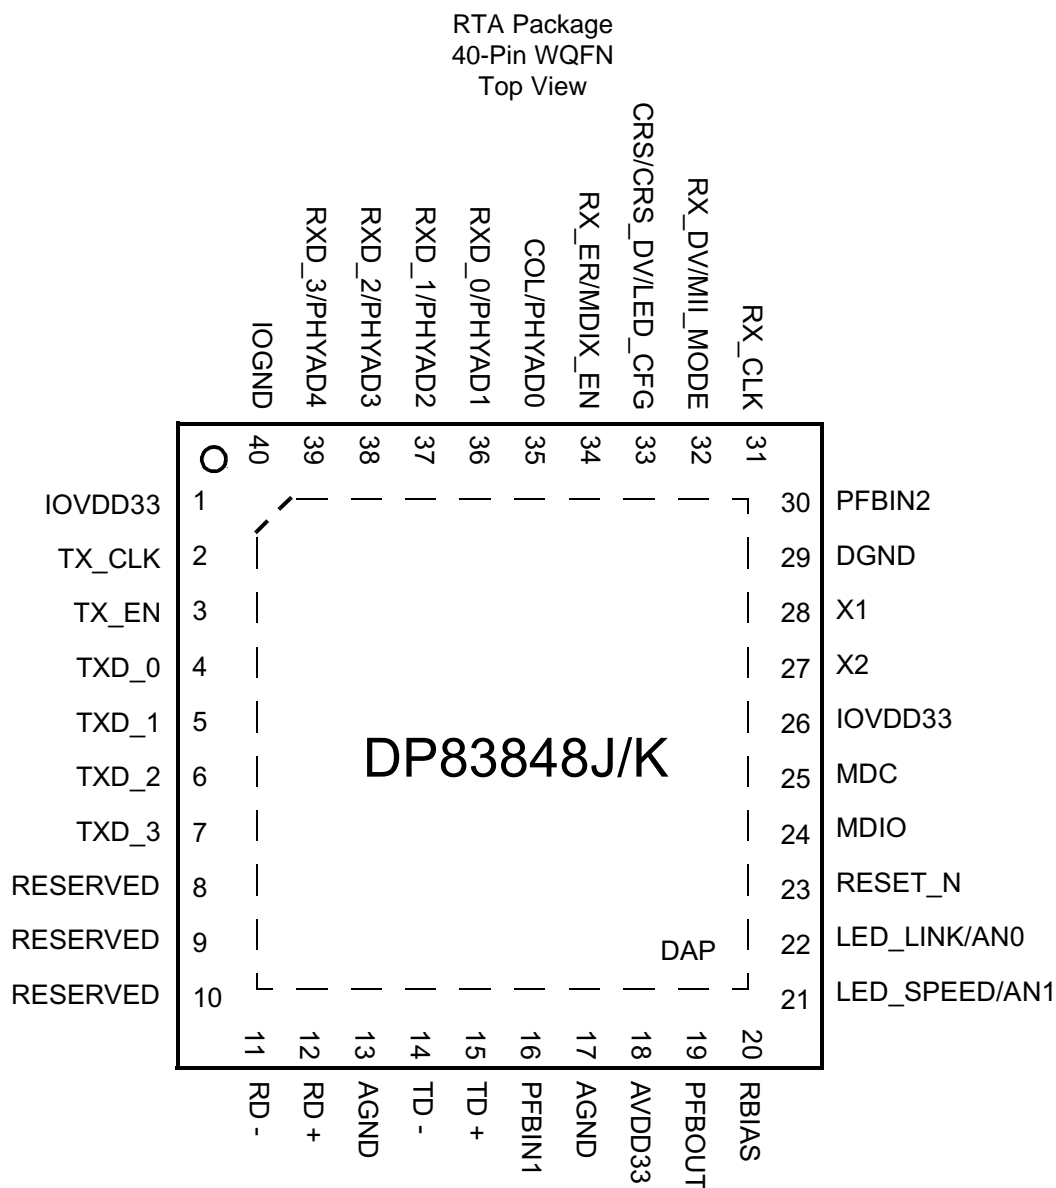 RTA Package
40-Pin WQFN
Top View
IOGND
RXD_3/PHYAD4
RXD_2/PHYAD3
RXD_1/PHYAD2
RXD_0/PHYAD1
COL/PHYAD0
RX_ER/MDIX_EN
CRS/CRS_DV/LED_CFG
RX_DV/MII_MODE
RX_CLK
40
39
38
37
36
35
34
33
32
31
IOVDD33 1
TX_CLK 2
TX_EN 3
TXD_0 4
TXD_1 5
TXD_2 6
TXD_3 7
RESERVED 8
RESERVED 9
RESERVED 10
DP83848J/K
DAP
30 PFBIN2
29 DGND
28 X1
27 X2
26 IOVDD33
25 MDC
24 MDIO
23 RESET_N
22 LED_LINK/AN0
21 LED_SPEED/AN1
11 RD -
12 RD +
13 AGND
14 TD -
15 TD +
16 PFBIN1
17 AGND
18 AVDD33
19 PFBOUT
20 RBIAS